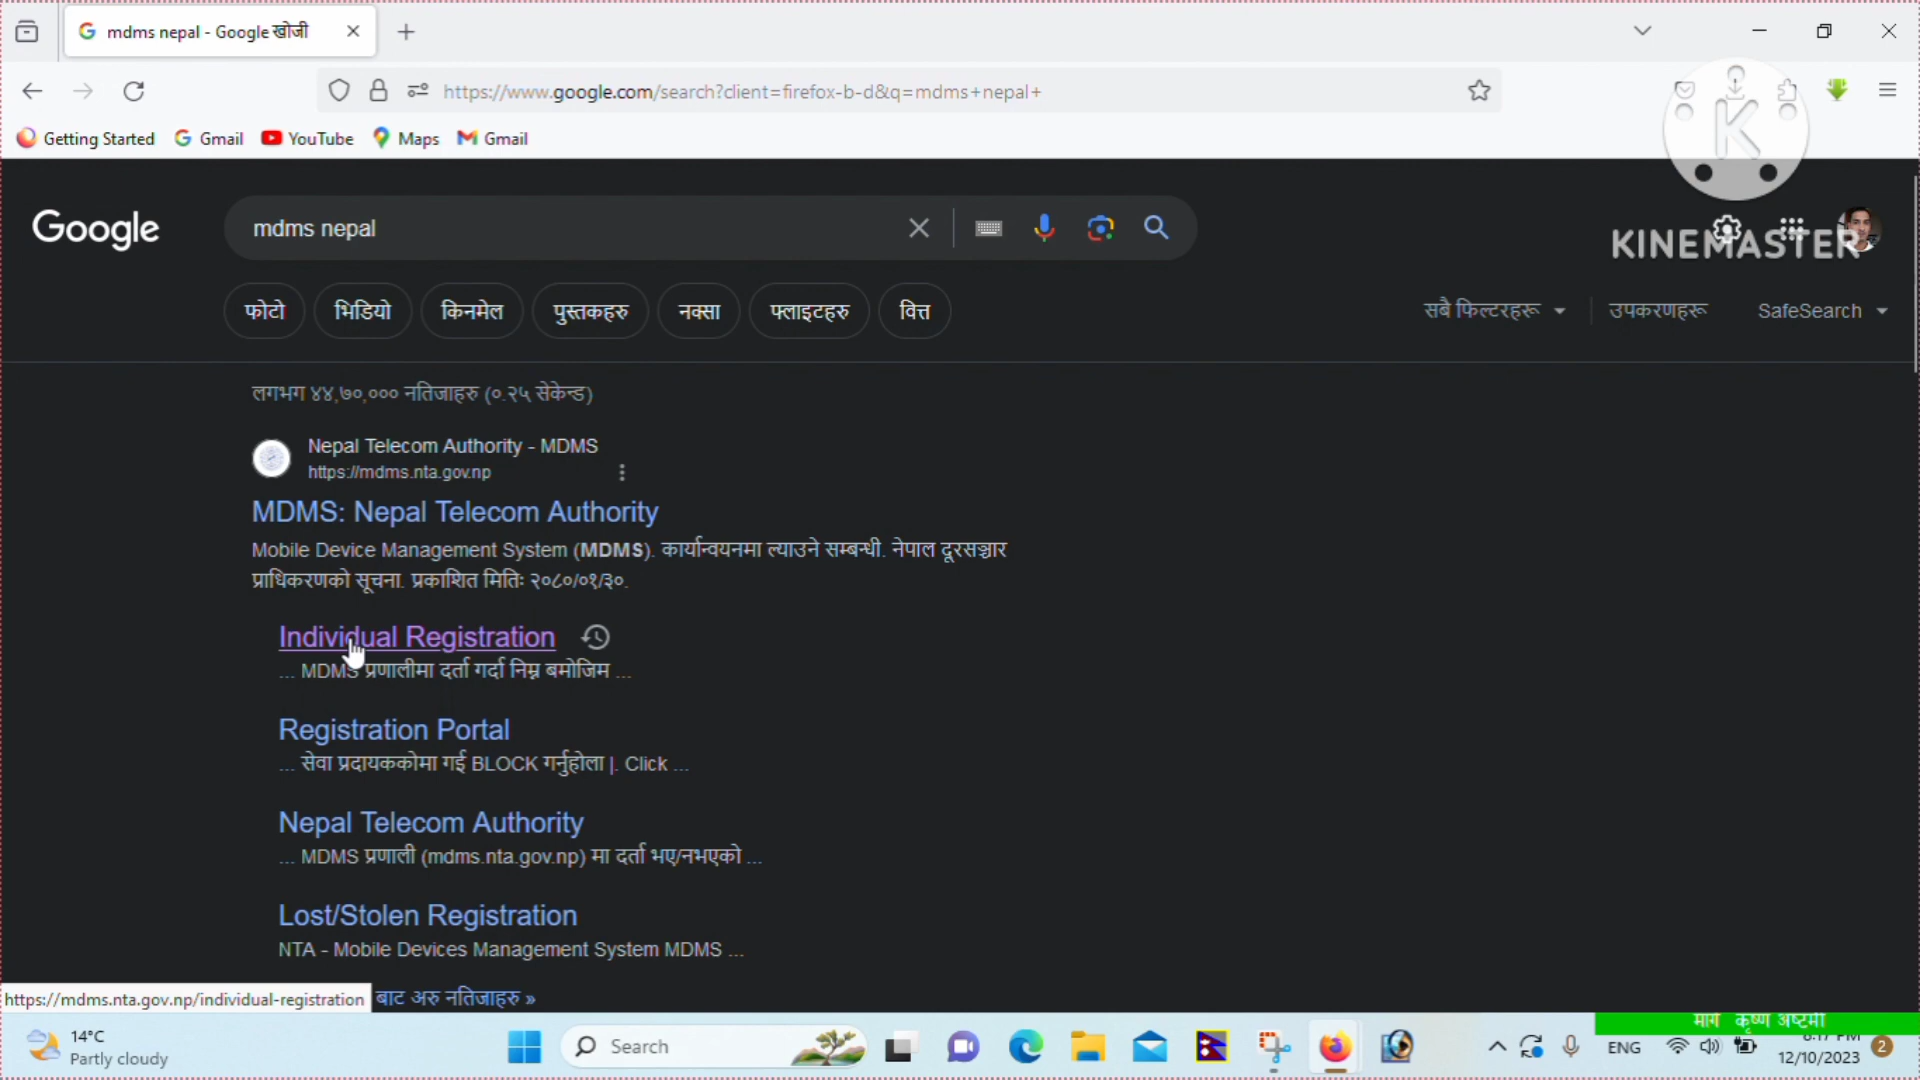 mdms nepal - Google खोजी
https://www.google.com/search?client=firefox-b-d&q=mdms+nepal+
Getting Started
Gmail
YouTube
Maps
Gmail
K
KINEMASTER
Google
mdms nepal
फोटो
भिडियो
किनमेल
पुस्तकहरु
नक्सा
फ्लाइटहरु
वित्त
सबै फिल्टरहरू
उपकरणहरू
SafeSearch
लगभग ४४,७०,००० नतिजाहरु (०.२५ सेकेन्ड)
Nepal Telecom Authority - MDMS
https://mdms.nta.gov.np
MDMS: Nepal Telecom Authority
Mobile Device Management System (MDMS). कार्यान्वयनमा ल्याउने सम्बन्धी. नेपाल दूरसञ्चार
प्राधिकरणको सूचना. प्रकाशित मितिः २०८०/०१/३०.
Individual Registration
... MDMS प्रणालीमा दर्ता गर्दा निम्न बमोजिम ...
Registration Portal
... सेवा प्रदायककोमा गई BLOCK गर्नुहोला |. Click ...
Nepal Telecom Authority
... MDMS प्रणाली (mdms.nta.gov.np) मा दर्ता भए/नभएको ...
Lost/Stolen Registration
NTA - Mobile Devices Management System MDMS ...
https://mdms.nta.gov.np/individual-registration
बाट अरु नतिजाहरु »
14°C
Partly cloudy
Search
ENG
मार्ग कृष्ण अष्टमी
12/10/2023
2